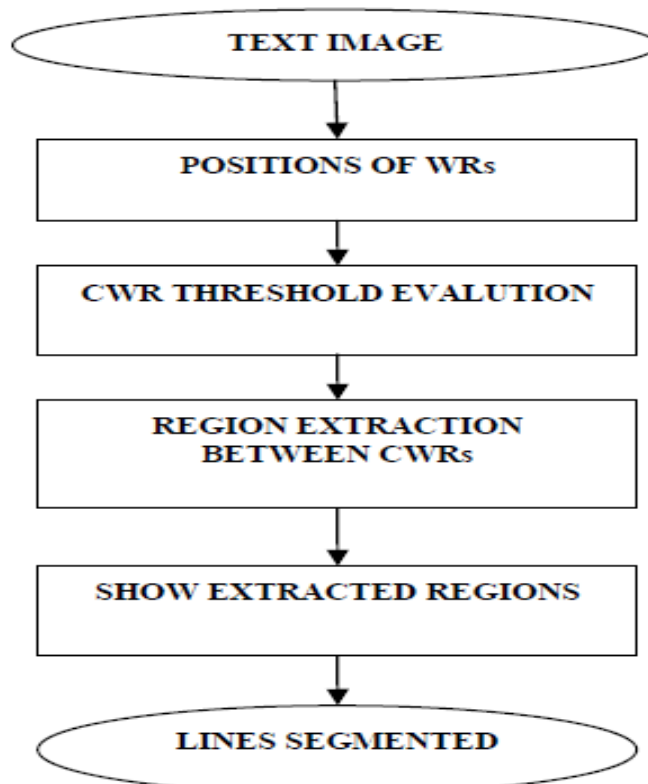 TEXT IMAGE
POSITIONS OF WRs
CWR THRESHOLD EVALUTION
REGION EXTRACTION
BETWEEN CWRs
SHOW EXTRACTED REGIONS
LINES SEGMENTED